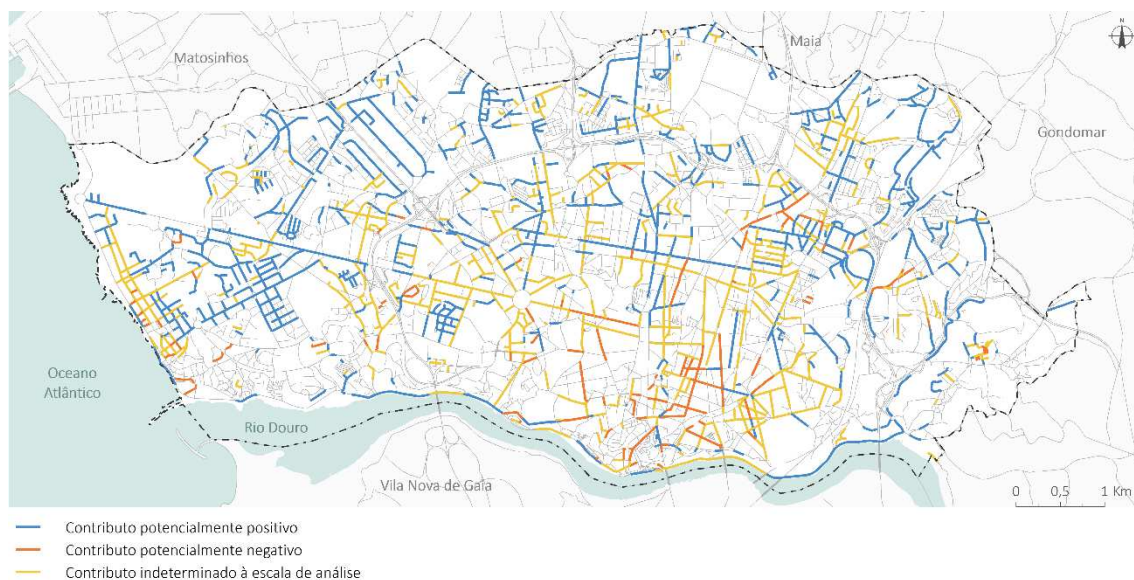 N
Matosinhos
Maia
Gondomar
Oceano
Atlântico
Rio Douro
Vila Nova de Gaia
0 0,5 1 Km
Contributo potencialmente positivo
Contributo potencialmente negativo
Contributo indeterminado à escala de análise